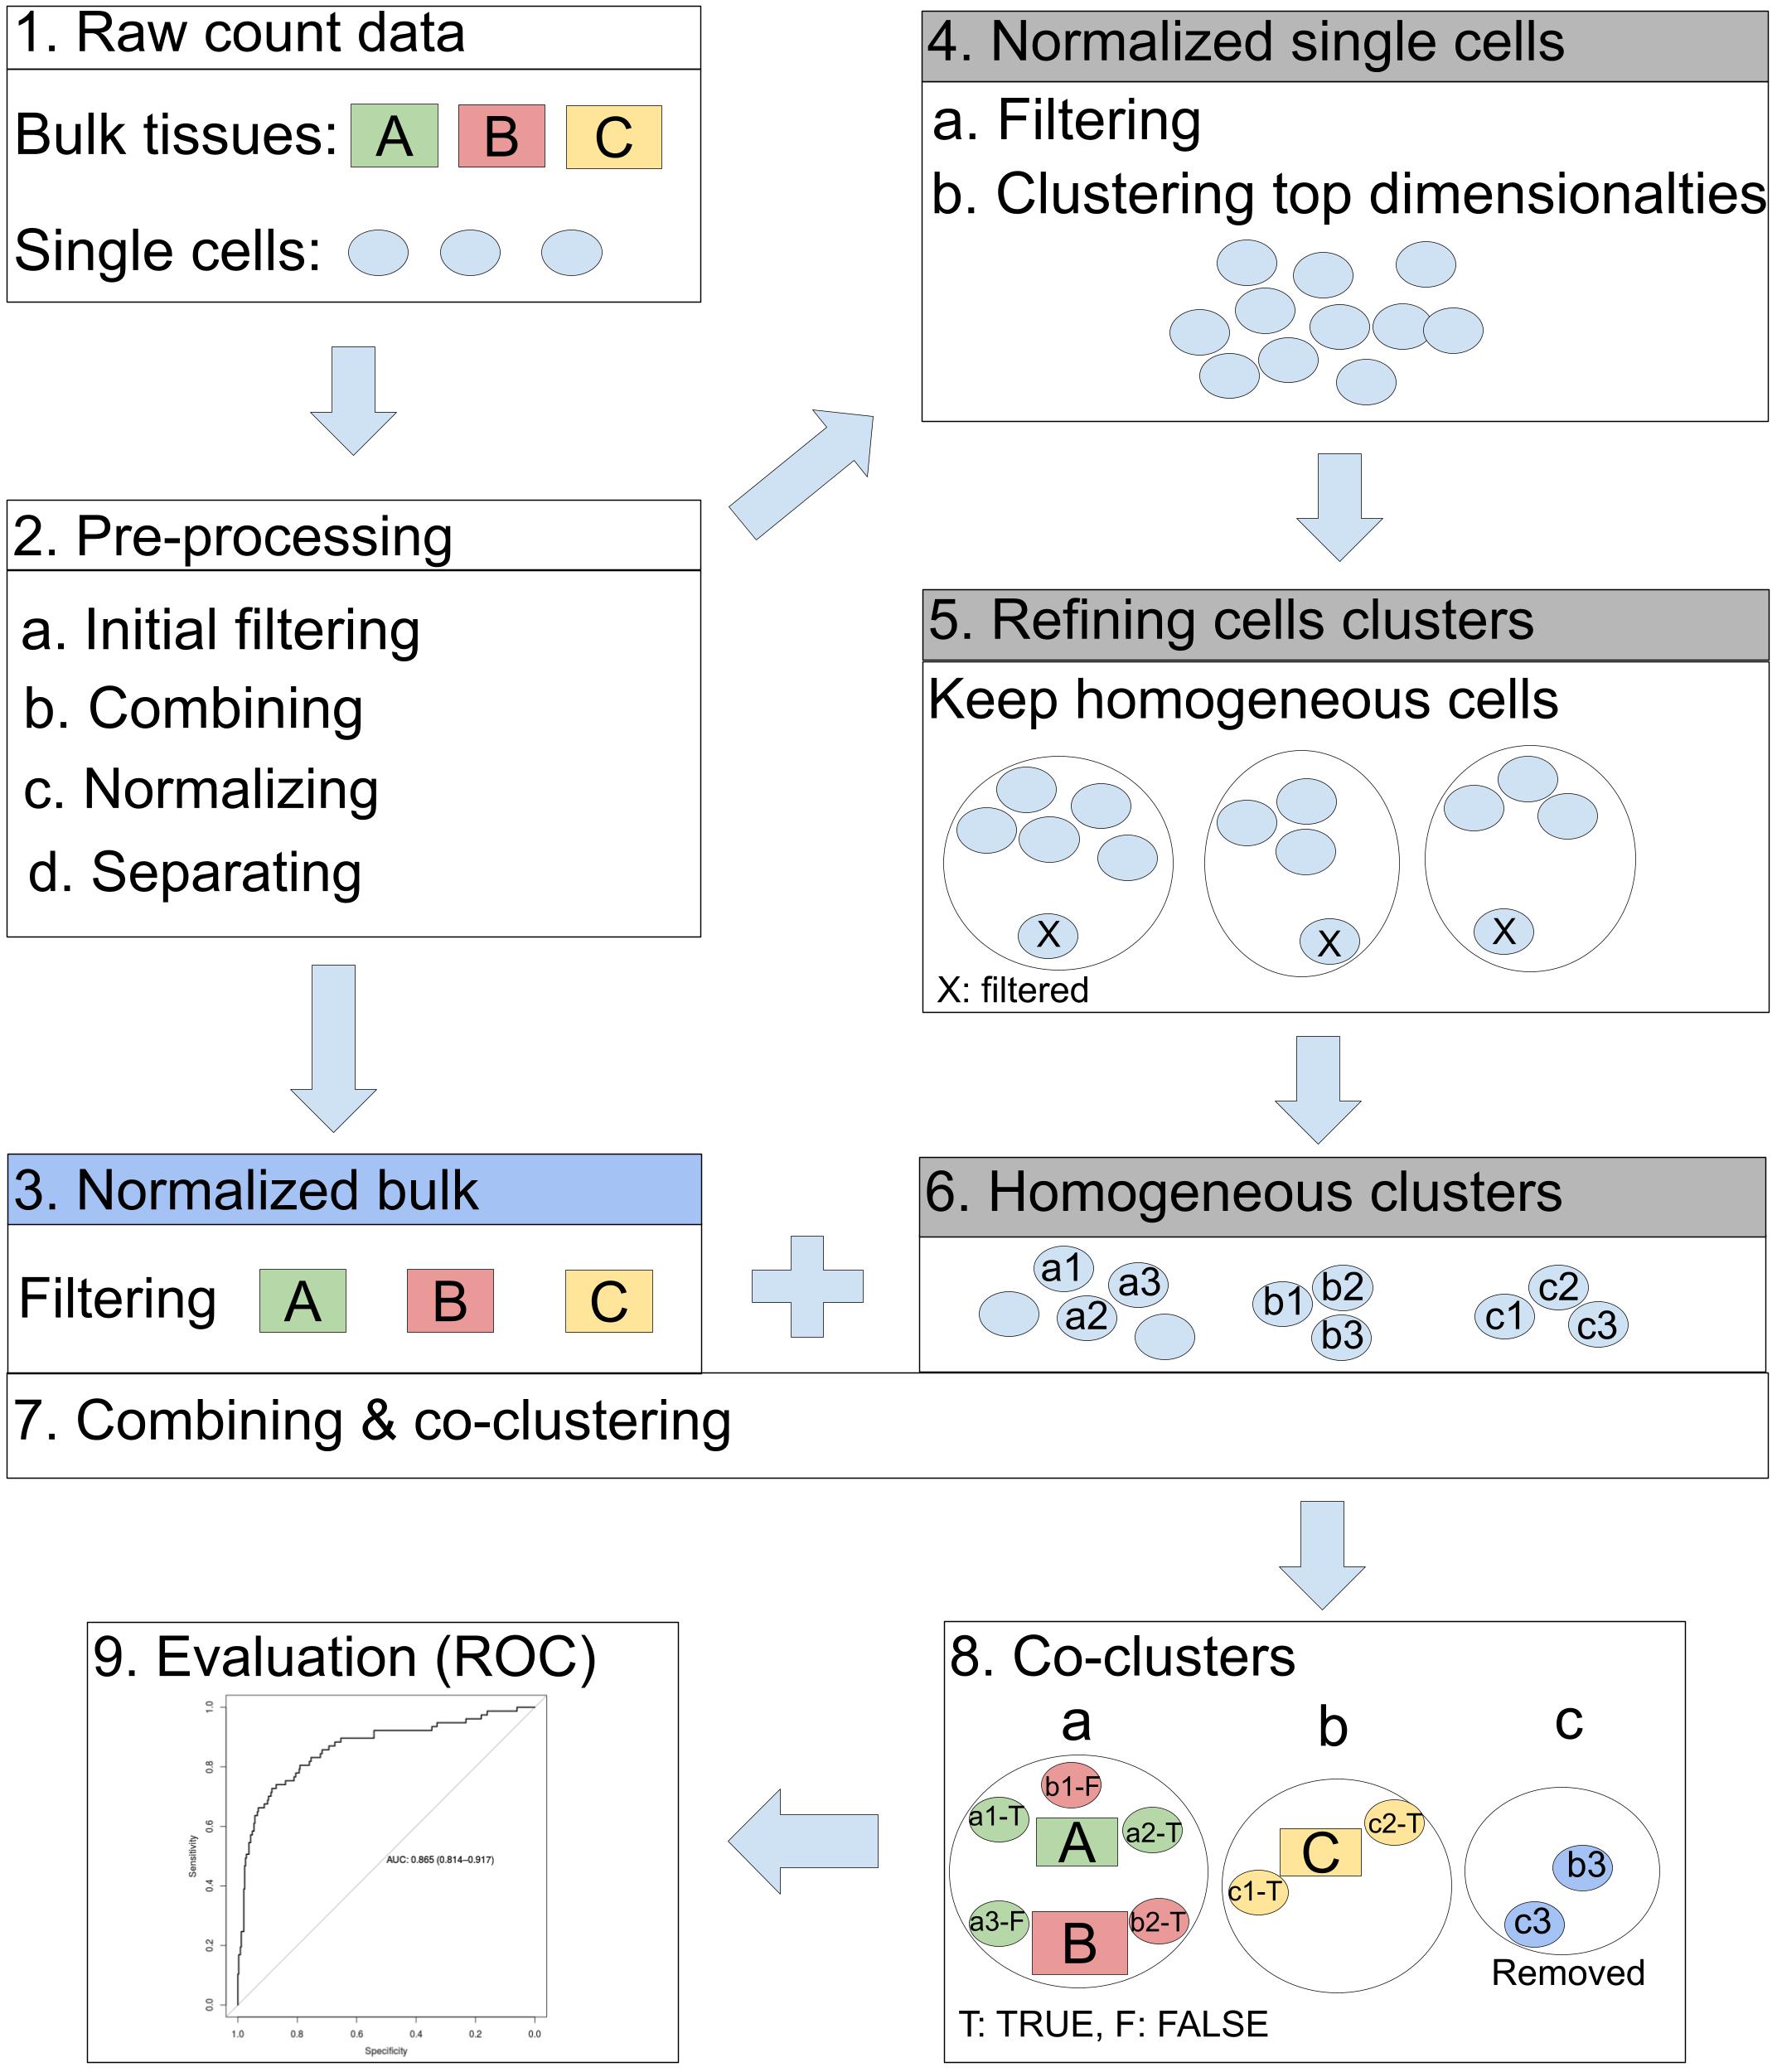 1. Raw count data
Bulk tissues: A B C
Single cells:
2. Pre-processing
a. Initial filtering
b. Combining
c. Normalizing
d. Separating
3. Normalized bulk
Filtering A B C
4. Normalized single cells
a. Filtering
b. Clustering top dimensionalties
5. Refining cells clusters
Keep homogeneous cells
X X X
X: filtered
6. Homogeneous clusters
a1 a3 a2 b1 b2 b3 c1 c2 c3
7. Combining & co-clustering
8. Co-clusters
a b c
b1-F
a1-T A a2-T
a3-F B b2-T
c2-T
C
c1-T
b3
c3
Removed
T: TRUE, F: FALSE
9. Evaluation (ROC)
1.0
0.8
0.6
0.4
0.2
0.0
Sensitivity
AUC: 0.865 (0.814–0.917)
1.0 0.8 0.6 0.4 0.2 0.0
Specificity